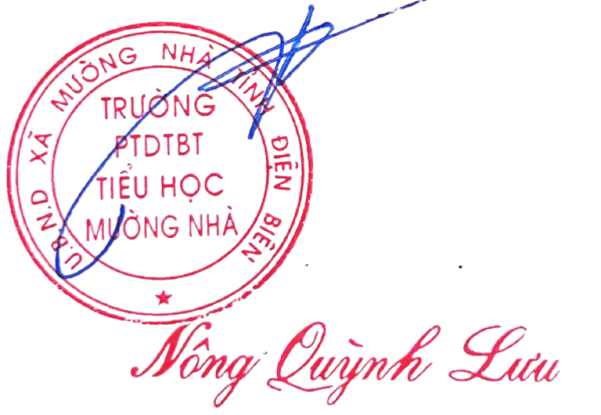 U.B.N.D XÃ MƯỜNG NHÀ TỈNH ĐIỆN BIÊN
TRƯỜNG
PTDTBT
TIỂU HỌC
MƯỜNG NHÀ
Nông Quỳnh Lưu